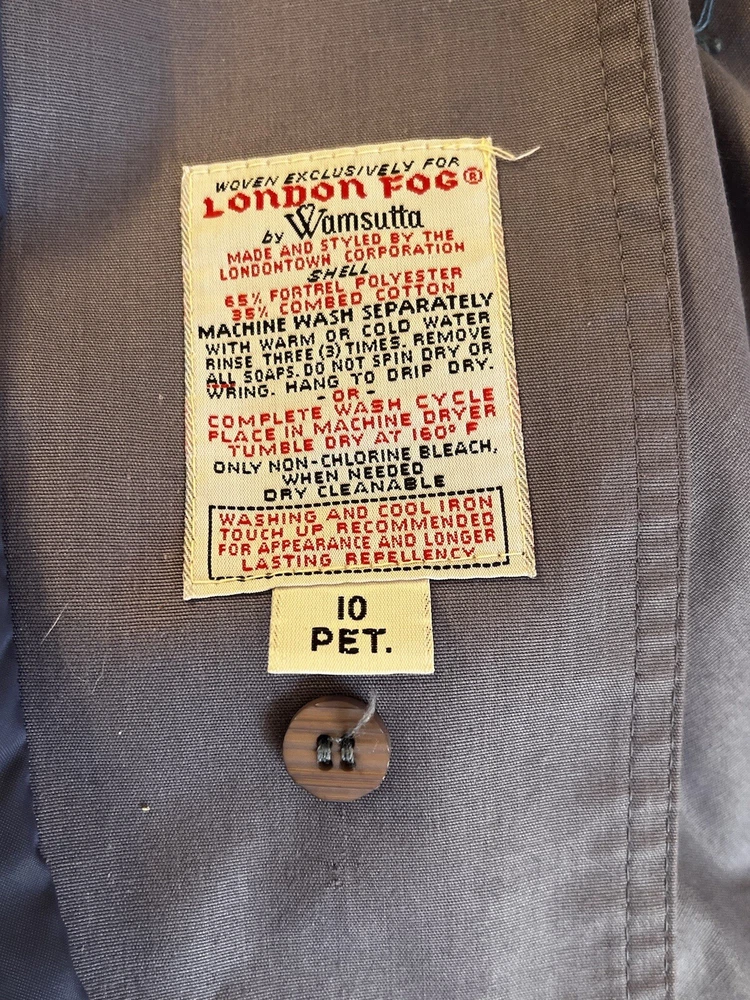 WOVEN EXCLUSIVELY FOR
LONDON FOG®
by Wamsutta
MADE AND STYLED BY THE
LONDONTOWN CORPORATION
SHELL
65% FORTREL POLYESTER
35% COMBED COTTON
MACHINE WASH SEPARATELY
WITH WARM OR COLD WATER
RINSE THREE (3) TIMES. REMOVE
ALL SOAPS. DO NOT SPIN DRY OR
WRING. HANG TO DRIP DRY.
- OR -
COMPLETE WASH CYCLE
PLACE IN MACHINE DRYER
TUMBLE DRY AT 160° F
ONLY NON-CHLORINE BLEACH,
WHEN NEEDED
DRY CLEANABLE
WASHING AND COOL IRON
TOUCH UP RECOMMENDED
FOR APPEARANCE AND LONGER
LASTING REPELLENCY
10
PET.